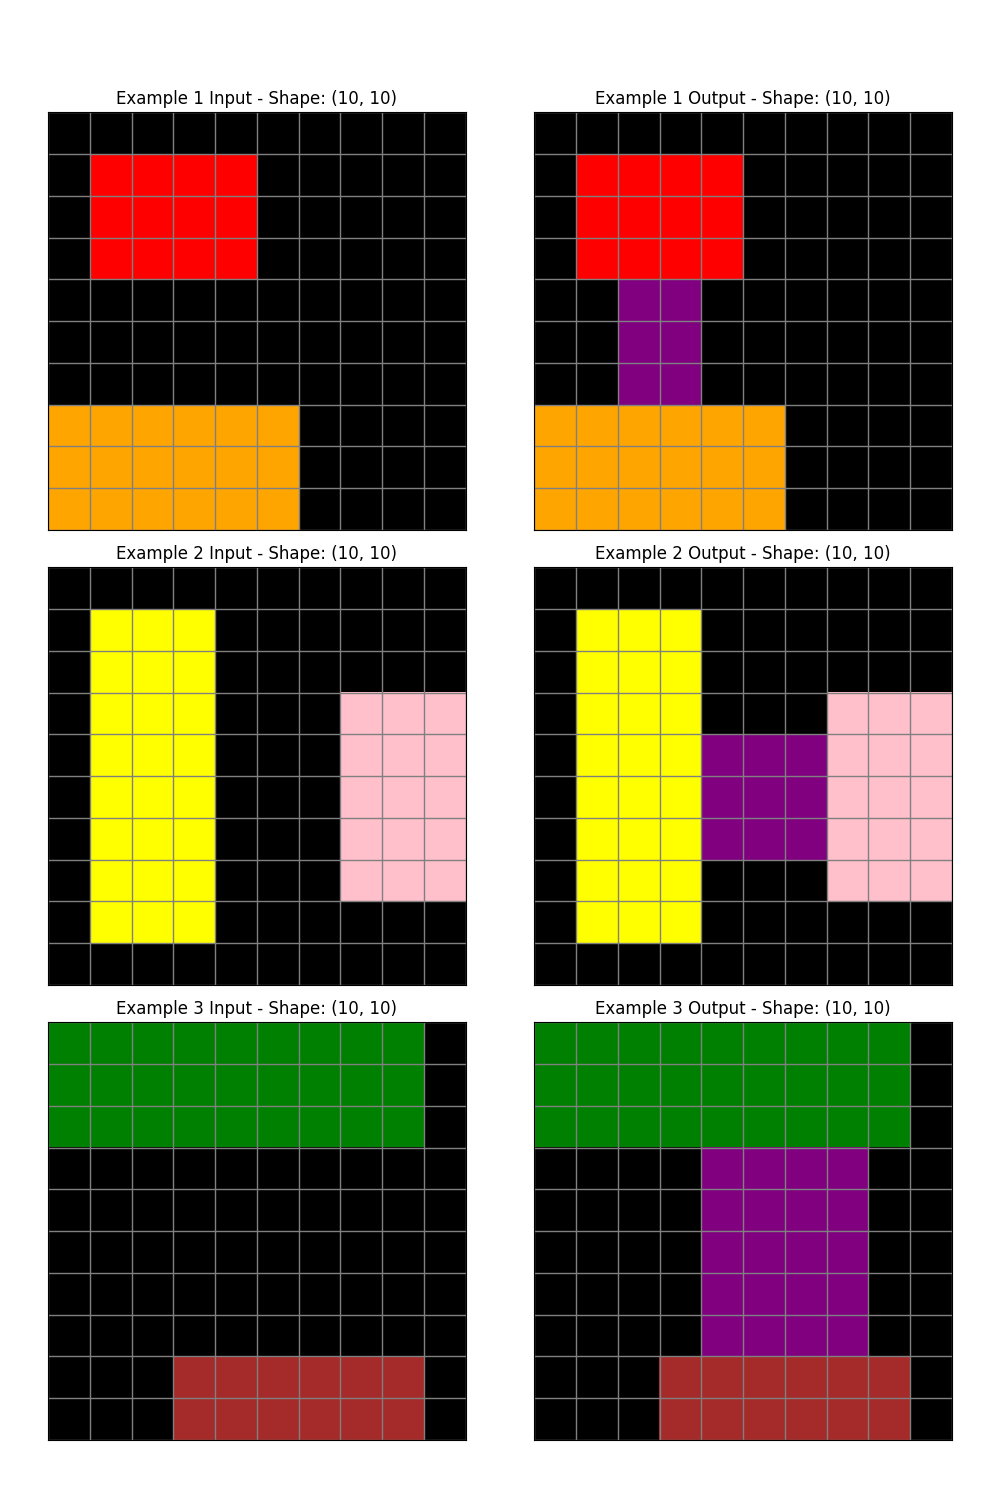 Example 1 Input - Shape: (10, 10)
Example 1 Output - Shape: (10, 10)
Example 2 Input - Shape: (10, 10)
Example 2 Output - Shape: (10, 10)
Example 3 Input - Shape: (10, 10)
Example 3 Output - Shape: (10, 10)